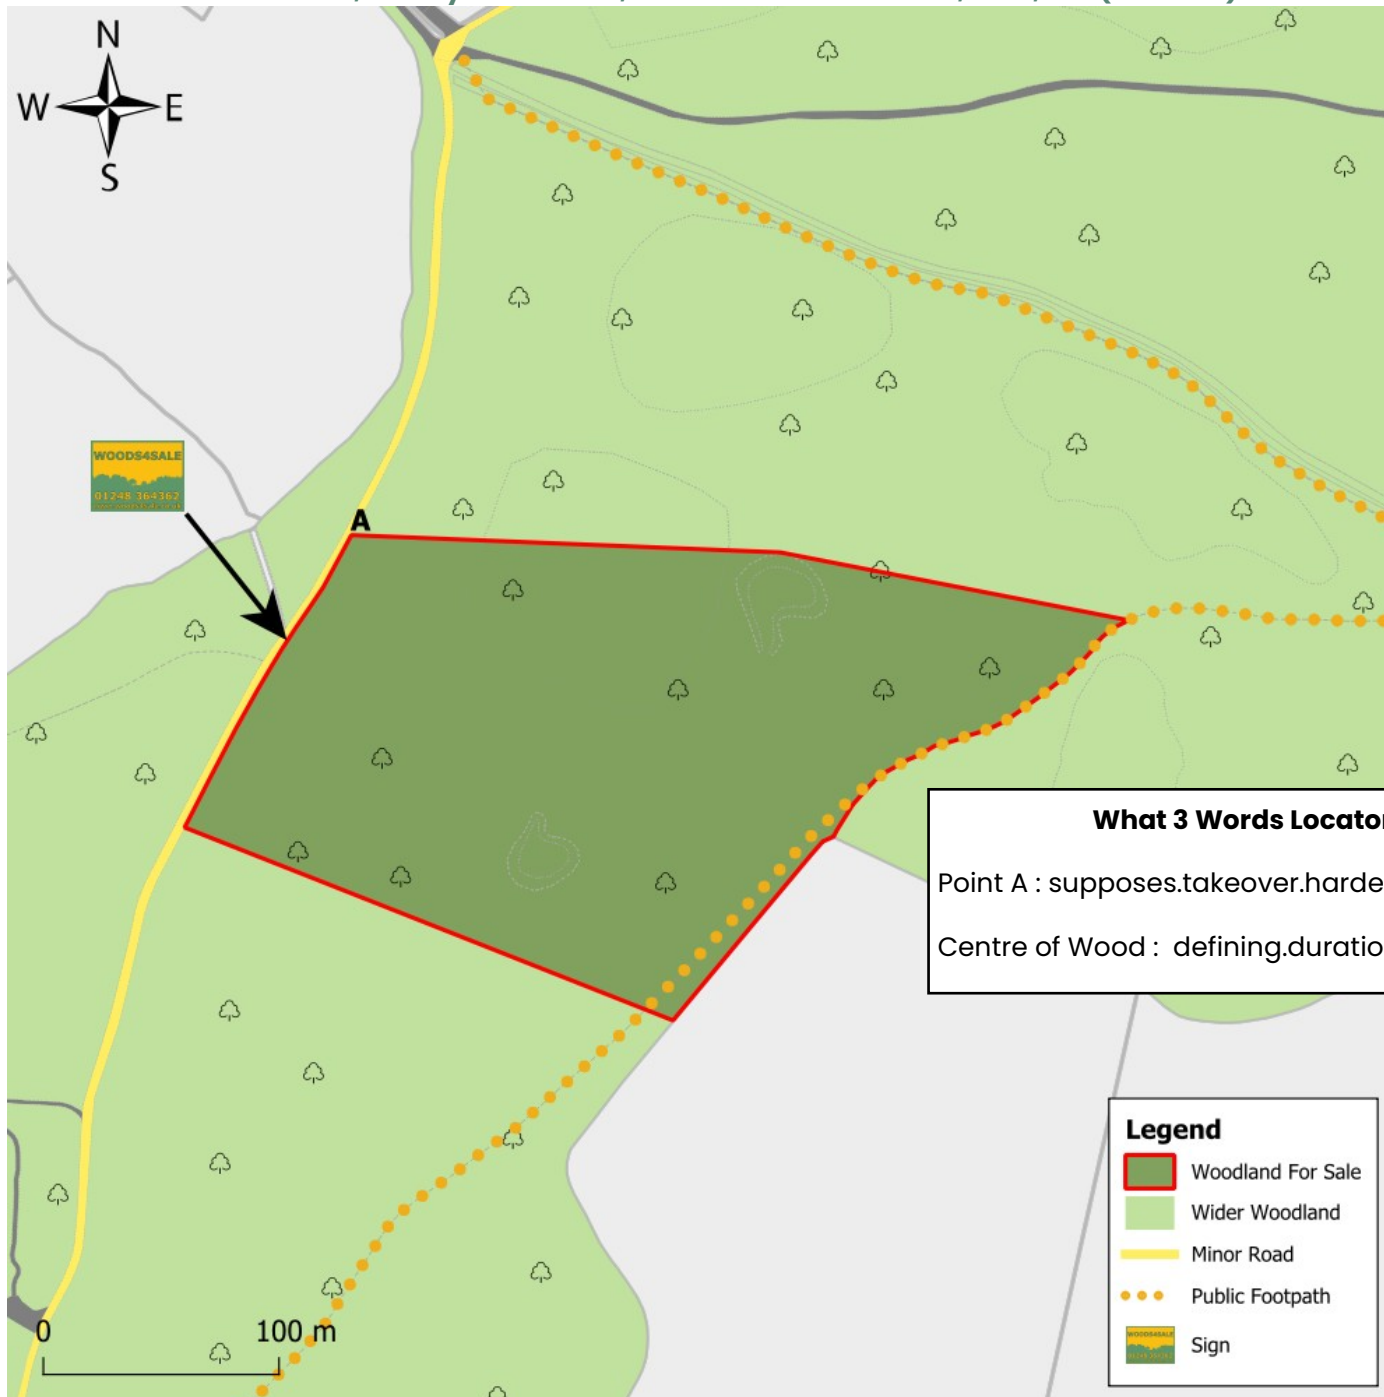 N
W E
S
WOODS4SALE
01248 364362
A
What 3 Words Locator
Point A : supposes.takeover.harde
Centre of Wood : defining.duratio
Legend
Woodland For Sale
Wider Woodland
Minor Road
Public Footpath
WOODS4SALE
Sign
0 100 m